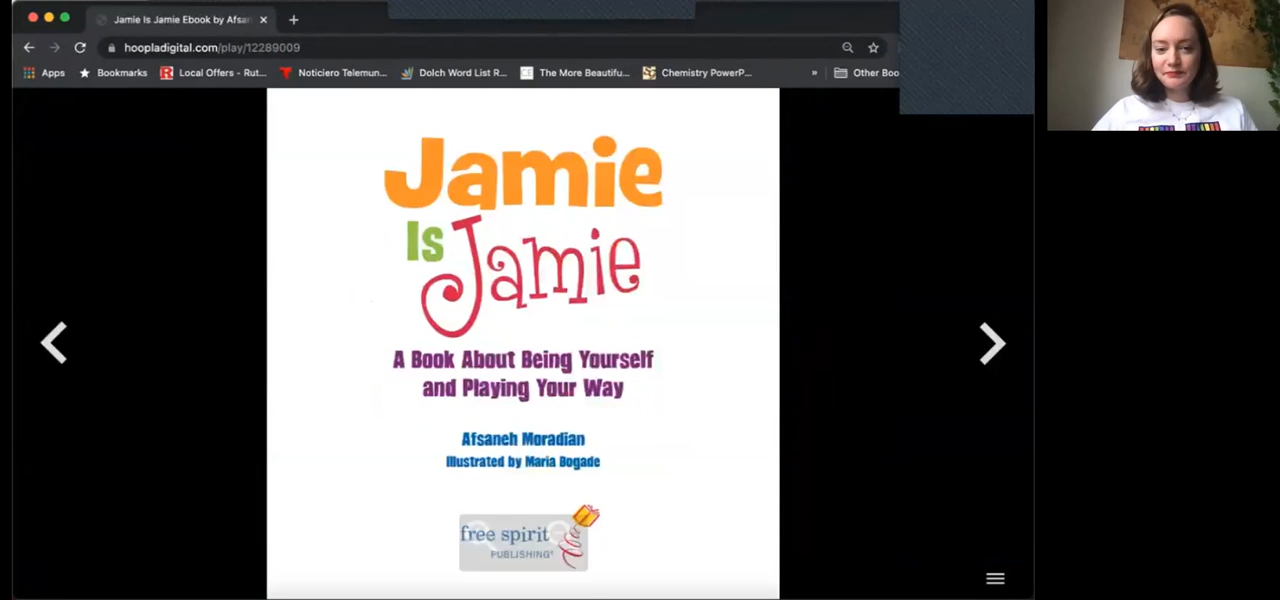 Jamie Is Jamie Ebook by Afsan
hoopladigital.com/play/12289009
Apps
Bookmarks
Local Offers - Rut...
Noticiero Telemun...
Dolch Word List R...
The More Beautifu...
Chemistry PowerP...
»
Other Boo
Jamie
Is Jamie
A Book About Being Yourself
and Playing Your Way
Afsaneh Moradian
Illustrated by Maria Bogade
free spirit
PUBLISHING®